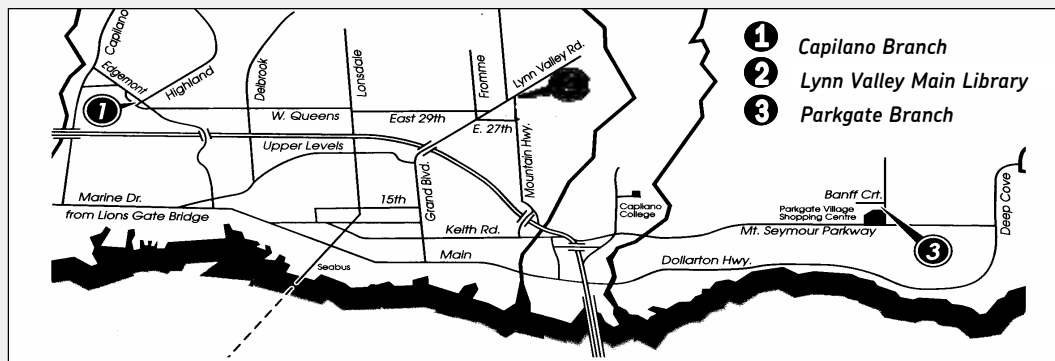 1 Capilano Branch
2 Lynn Valley Main Library
3 Parkgate Branch
Capilano
Edgemont
Highland
1
Delbrook
Lonsdale
Fromme
Lynn Valley Rd.
W. Queens
East 29th
E. 27th
Upper Levels
Grand Blvd.
Mountain Hwy.
Marine Dr.
from Lions Gate Bridge
15th
Keith Rd.
Main
Seabus
Capilano
College
Banff Crt.
Parkgate Village
Shopping Centre
Mt. Seymour Parkway
3
Dollarton Hwy.
Deep Cove